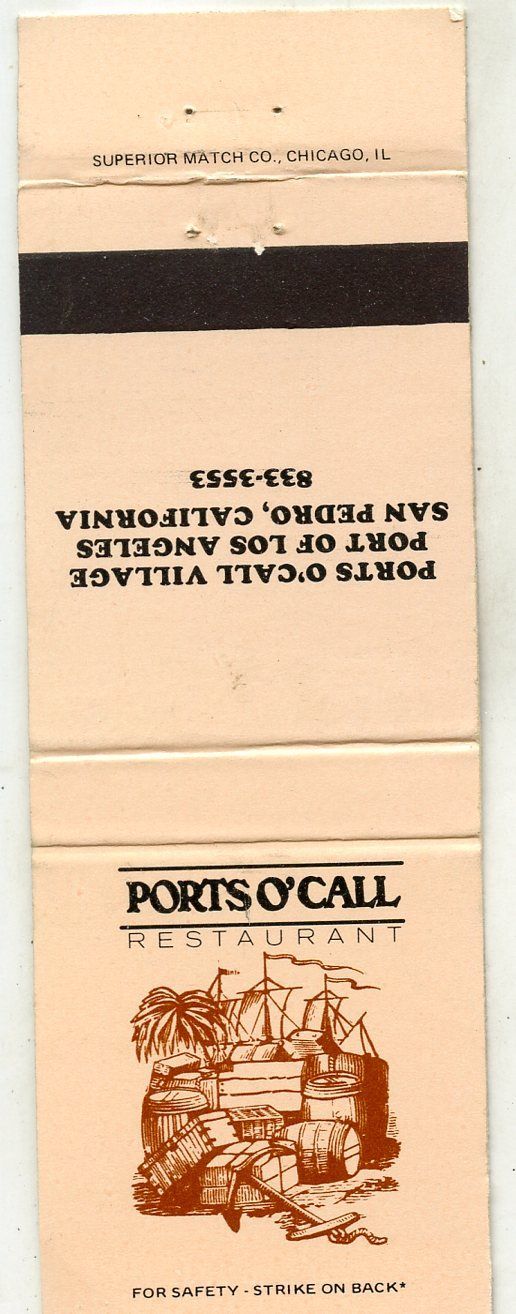 SUPERIOR MATCH CO., CHICAGO, IL
PORTS O'CALL VILLAGE
PORT OF LOS ANGELES
SAN PEDRO, CALIFORNIA
833-3553
PORTS O'CALL
RESTAURANT
FOR SAFETY - STRIKE ON BACK*